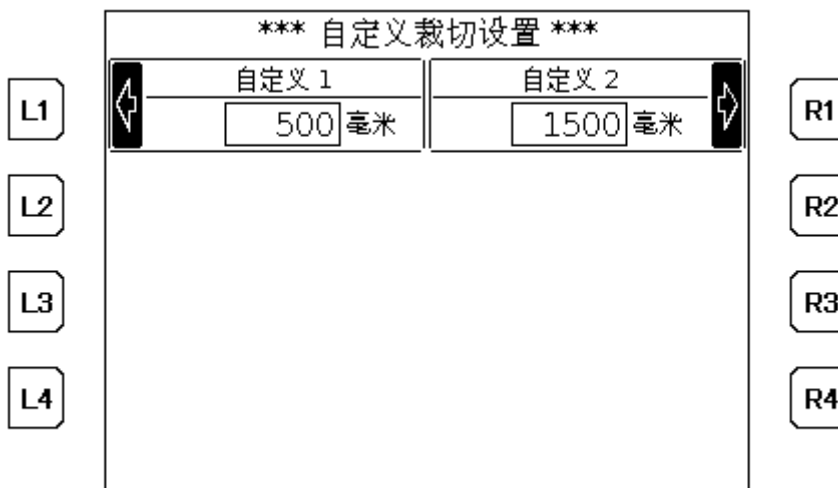 *** 自定义裁切设置 ***
自定义 1 自定义 2
L1 500 毫米 1500 毫米 R1
L2 R2
L3 R3
L4 R4